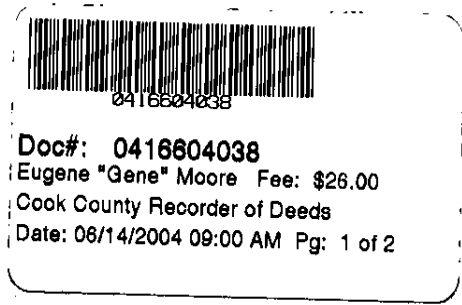 0416604038
Doc#: 0416604038
Eugene "Gene" Moore Fee: $26.00
Cook County Recorder of Deeds
Date: 06/14/2004 09:00 AM Pg: 1 of 2